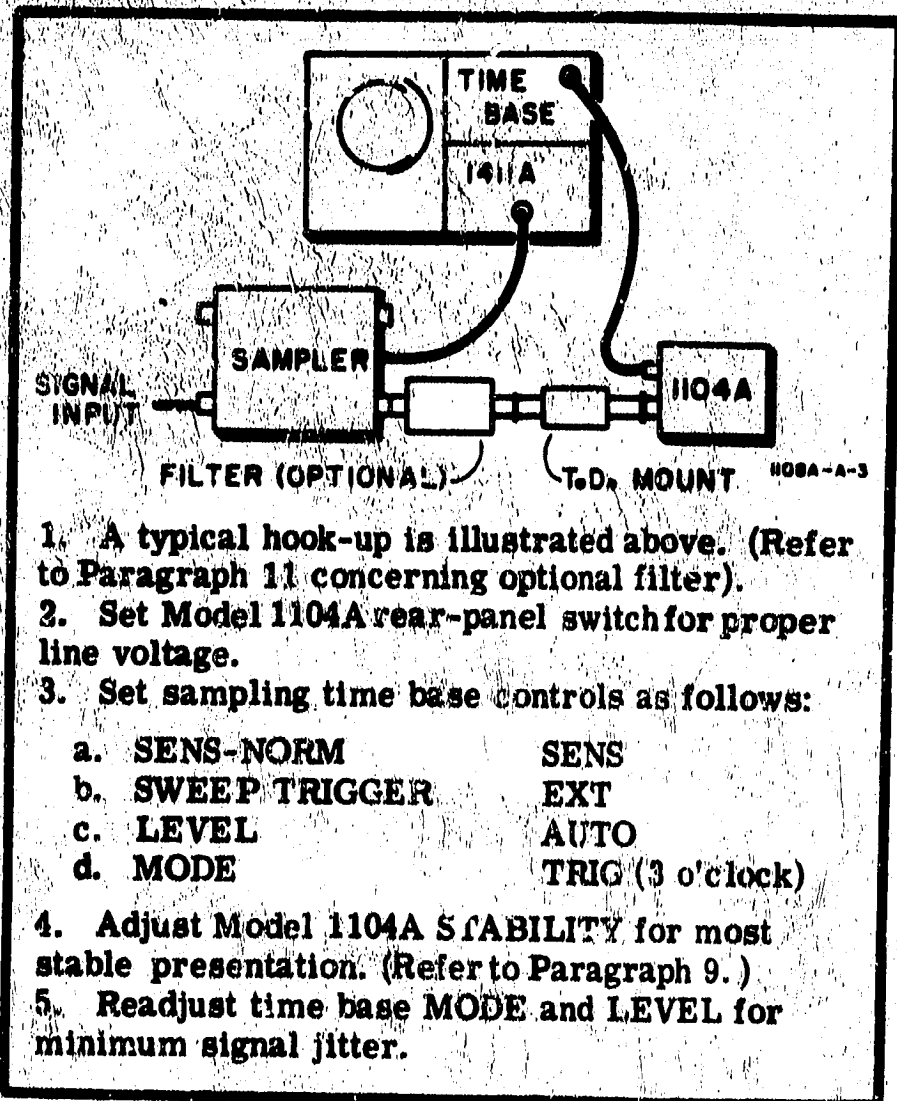 TIME
BASE
1411A
SAMPLER
SIGNAL
INPUT
1104A
FILTER (OPTIONAL)
T.D. MOUNT
1108A-A-3
1. A typical hook-up is illustrated above. (Refer
to Paragraph 11 concerning optional filter).
2. Set Model 1104A rear-panel switch for proper
line voltage.
3. Set sampling time base controls as follows:
a. SENS-NORM SENS
b. SWEEP TRIGGER EXT
c. LEVEL AUTO
d. MODE TRIG (3 o'clock)
4. Adjust Model 1104A STABILITY for most
stable presentation. (Refer to Paragraph 9.)
5. Readjust time base MODE and LEVEL for
minimum signal jitter.